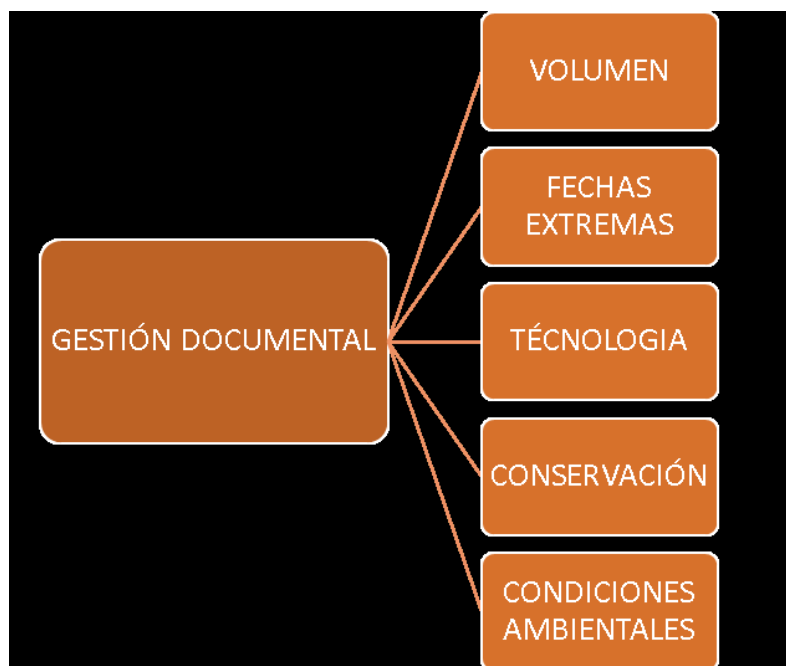 VOLUMEN
FECHAS
EXTREMAS
GESTIÓN DOCUMENTAL
TÉCNOLOGIA
CONSERVACIÓN
CONDICIONES
AMBIENTALES